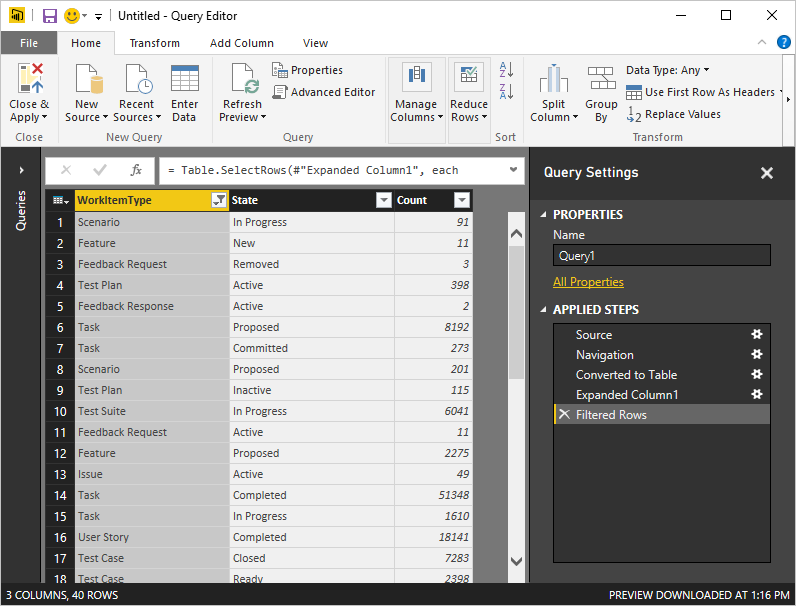 Untitled - Query Editor
File Home Transform Add Column View
Close & Apply
New Source
Recent Sources
Enter Data
Refresh Preview
Properties
Advanced Editor
Manage Columns
Reduce Rows
Split Column
Group By
Data Type: Any
Use First Row As Headers
Replace Values
Close New Query Query Sort Transform
Queries
fx = Table.SelectRows(#"Expanded Column1", each
WorkItemType State Count
1 Scenario In Progress 91
2 Feature New 11
3 Feedback Request Removed 3
4 Test Plan Active 398
5 Feedback Response Active 2
6 Task Proposed 8192
7 Task Committed 273
8 Scenario Proposed 201
9 Test Plan Inactive 115
10 Test Suite In Progress 6041
11 Feedback Request Active 11
12 Feature Proposed 2275
13 Issue Active 49
14 Task Completed 51348
15 Task In Progress 1610
16 User Story Completed 18141
17 Test Case Closed 7283
18 Test Case Ready 2398
Query Settings
PROPERTIES
Name
Query1
All Properties
APPLIED STEPS
Source
Navigation
Converted to Table
Expanded Column1
Filtered Rows
3 COLUMNS, 40 ROWS
PREVIEW DOWNLOADED AT 1:16 PM